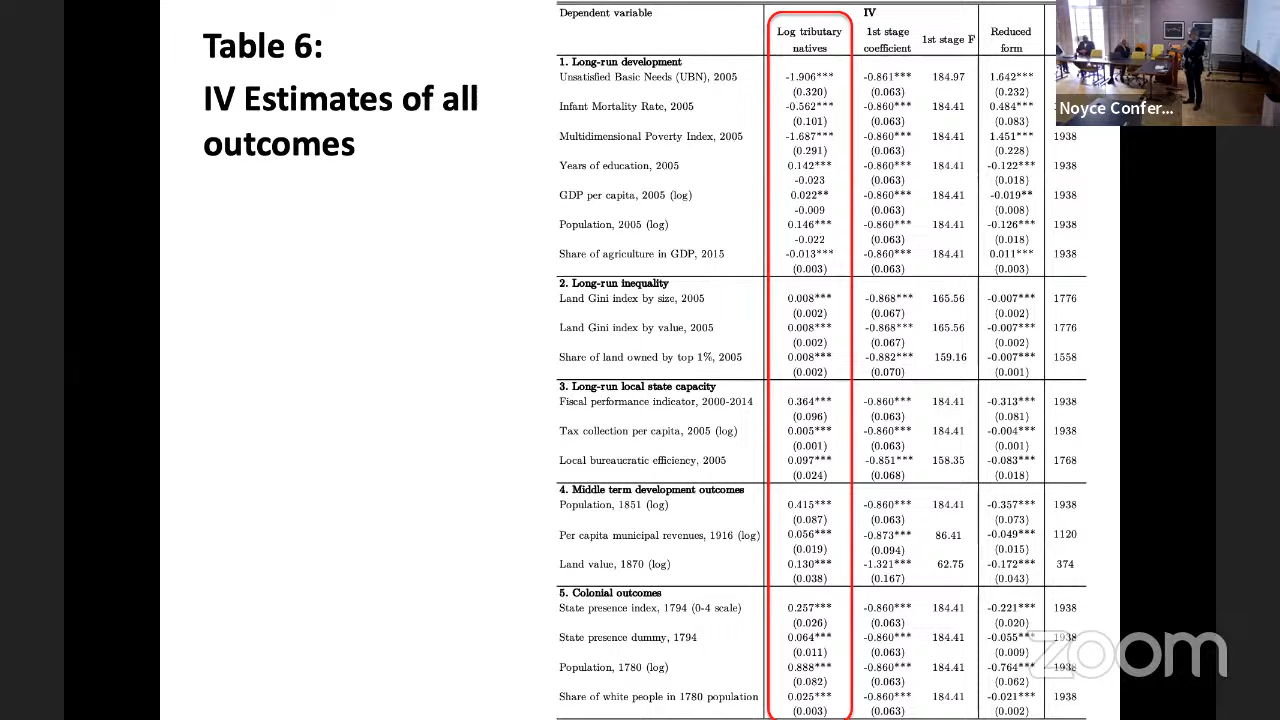 Table 6:
IV Estimates of all
outcomes
Dependent variable IV
Log tributary natives 1st stage coefficient 1st stage F Reduced form
1. Long-run development
Unsatisfied Basic Needs (UBN), 2005 -1.906*** -0.861*** 184.97 1.642***
(0.320) (0.063) (0.232)
Infant Mortality Rate, 2005 -0.562*** -0.860*** 184.41 0.484***
(0.101) (0.063) (0.083)
Multidimensional Poverty Index, 2005 -1.687*** -0.860*** 184.41 1.451*** 1938
(0.291) (0.063) (0.228)
Years of education, 2005 0.142*** -0.860*** 184.41 -0.122*** 1938
-0.023 (0.063) (0.018)
GDP per capita, 2005 (log) 0.022** -0.860*** 184.41 -0.019** 1938
-0.009 (0.063) (0.008)
Population, 2005 (log) 0.146*** -0.860*** 184.41 -0.126*** 1938
-0.022 (0.063) (0.018)
Share of agriculture in GDP, 2015 -0.013*** -0.860*** 184.41 0.011*** 1938
(0.003) (0.063) (0.003)
2. Long-run inequality
Land Gini index by size, 2005 0.008*** -0.868*** 165.56 -0.007*** 1776
(0.002) (0.067) (0.002)
Land Gini index by value, 2005 0.008*** -0.868*** 165.56 -0.007*** 1776
(0.002) (0.067) (0.002)
Share of land owned by top 1%, 2005 0.008*** -0.882*** 159.16 -0.007*** 1558
(0.002) (0.070) (0.001)
3. Long-run local state capacity
Fiscal performance indicator, 2000-2014 0.364*** -0.860*** 184.41 -0.313*** 1938
(0.096) (0.063) (0.081)
Tax collection per capita, 2005 (log) 0.005*** -0.860*** 184.41 -0.004*** 1938
(0.001) (0.063) (0.001)
Local bureaucratic efficiency, 2005 0.097*** -0.851*** 158.35 -0.083*** 1768
(0.024) (0.068) (0.018)
4. Middle term development outcomes
Population, 1851 (log) 0.415*** -0.860*** 184.41 -0.357*** 1938
(0.087) (0.063) (0.073)
Per capita municipal revenues, 1916 (log) 0.056*** -0.873*** 86.41 -0.049*** 1120
(0.019) (0.094) (0.015)
Land value, 1870 (log) 0.130*** -1.321*** 62.75 -0.172*** 374
(0.038) (0.167) (0.043)
5. Colonial outcomes
State presence index, 1794 (0-4 scale) 0.257*** -0.860*** 184.41 -0.221*** 1938
(0.026) (0.063) (0.020)
State presence dummy, 1794 0.064*** -0.860*** 184.41 -0.055*** 1938
(0.011) (0.063) (0.009)
Population, 1780 (log) 0.888*** -0.860*** 184.41 -0.764*** 1938
(0.082) (0.063) (0.062)
Share of white people in 1780 population 0.025*** -0.860*** 184.41 -0.021*** 1938
(0.003) (0.063) (0.002)
Noyce Confer...
zoom